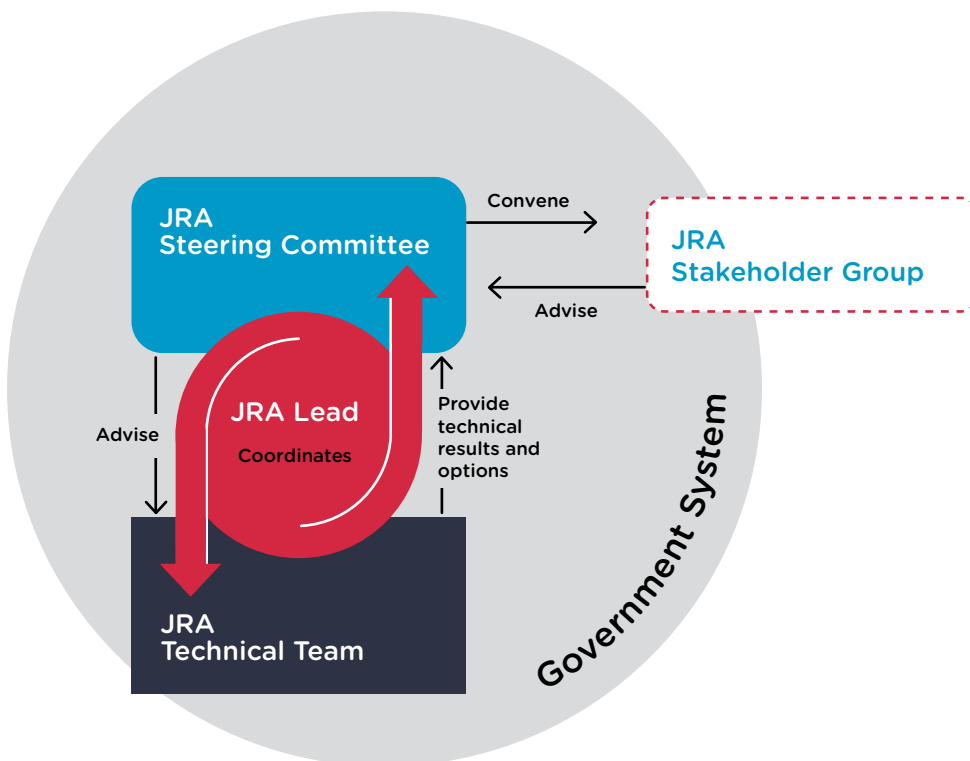 JRA
Steering Committee
Convene
JRA
Stakeholder Group
Advise
JRA Lead
Coordinates
Advise
Provide
technical
results and
options
JRA
Technical Team
Government System